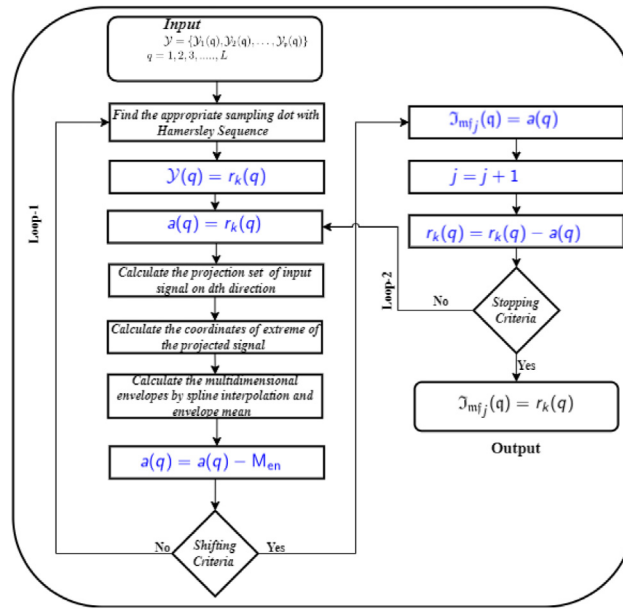 Input
𝒴 = {𝒴₁(q), 𝒴₂(q), . . . , 𝒴ₚ(q)}
q = 1, 2, 3, ....., L
Find the appropriate sampling dot with
Hamersley Sequence
𝒴(q) = rₖ(q)
a(q) = rₖ(q)
Calculate the projection set of input
signal on dth direction
Calculate the coordinates of extreme of
the projected signal
Calculate the multidimensional
envelopes by spline interpolation and
envelope mean
a(q) = a(q) − M_en
Shifting
Criteria
No
Yes
Loop-1
ℑ_mf_j(q) = a(q)
j = j + 1
rₖ(q) = rₖ(q) − a(q)
Stopping
Criteria
No
Yes
Loop-2
ℑ_mf_j(q) = rₖ(q)
Output